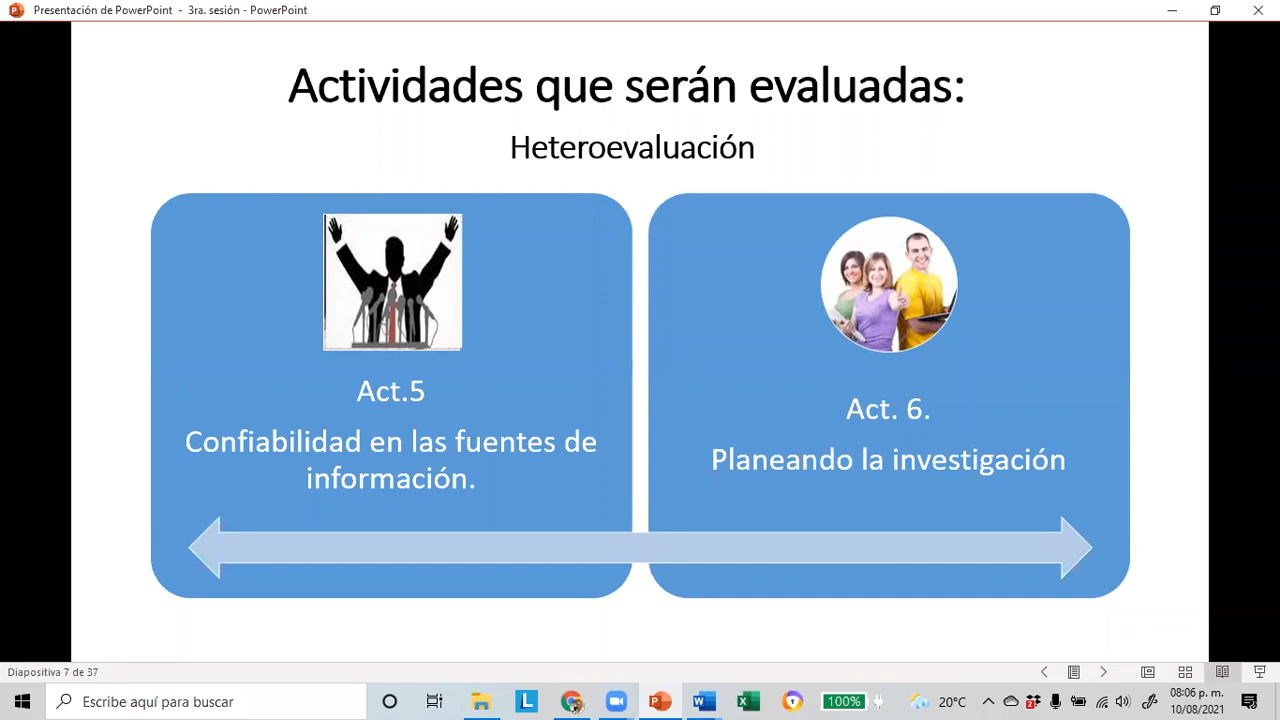 Presentación de PowerPoint - 3ra. sesión - PowerPoint
Actividades que serán evaluadas:
Heteroevaluación
Act.5
Confiabilidad en las fuentes de
información.
Act. 6.
Planeando la investigación
Diapositiva 7 de 37
Escribe aquí para buscar
L
100%
20°C
08:06 p. m.
10/08/2021